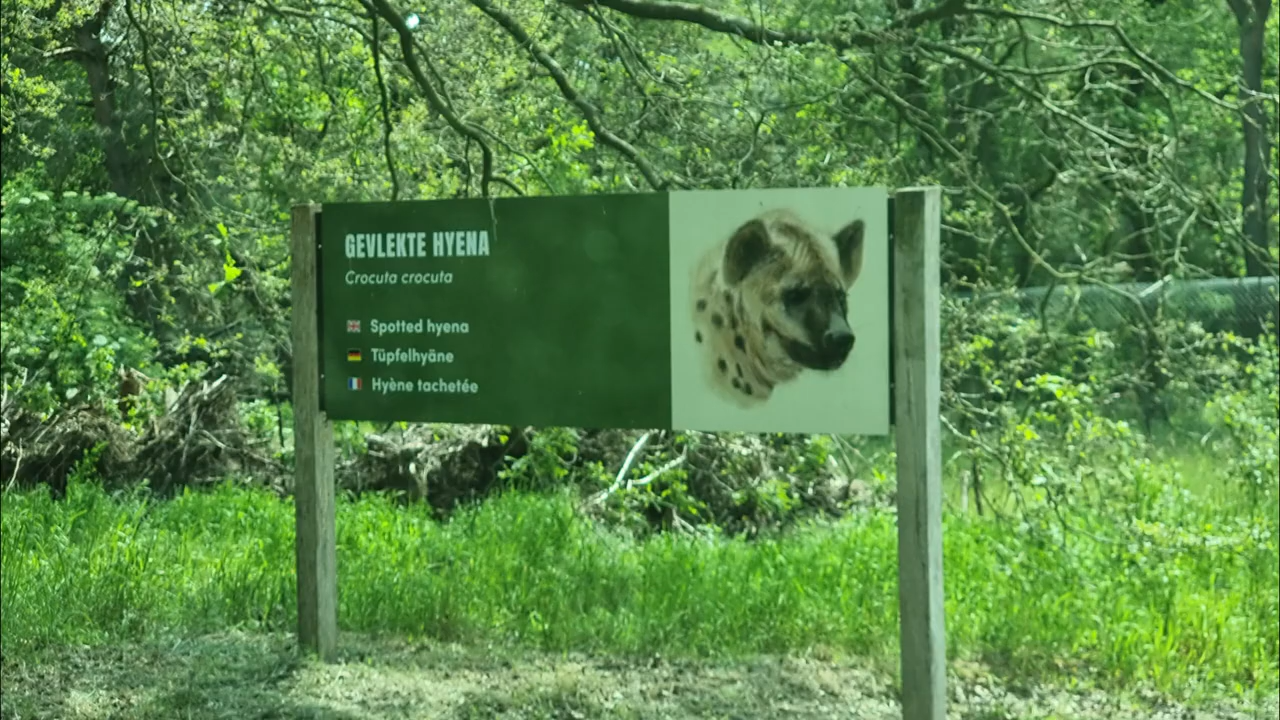 GEVLEKTE HYENA
Crocuta crocuta
Spotted hyena
Tüpfelhyäne
Hyène tachetée